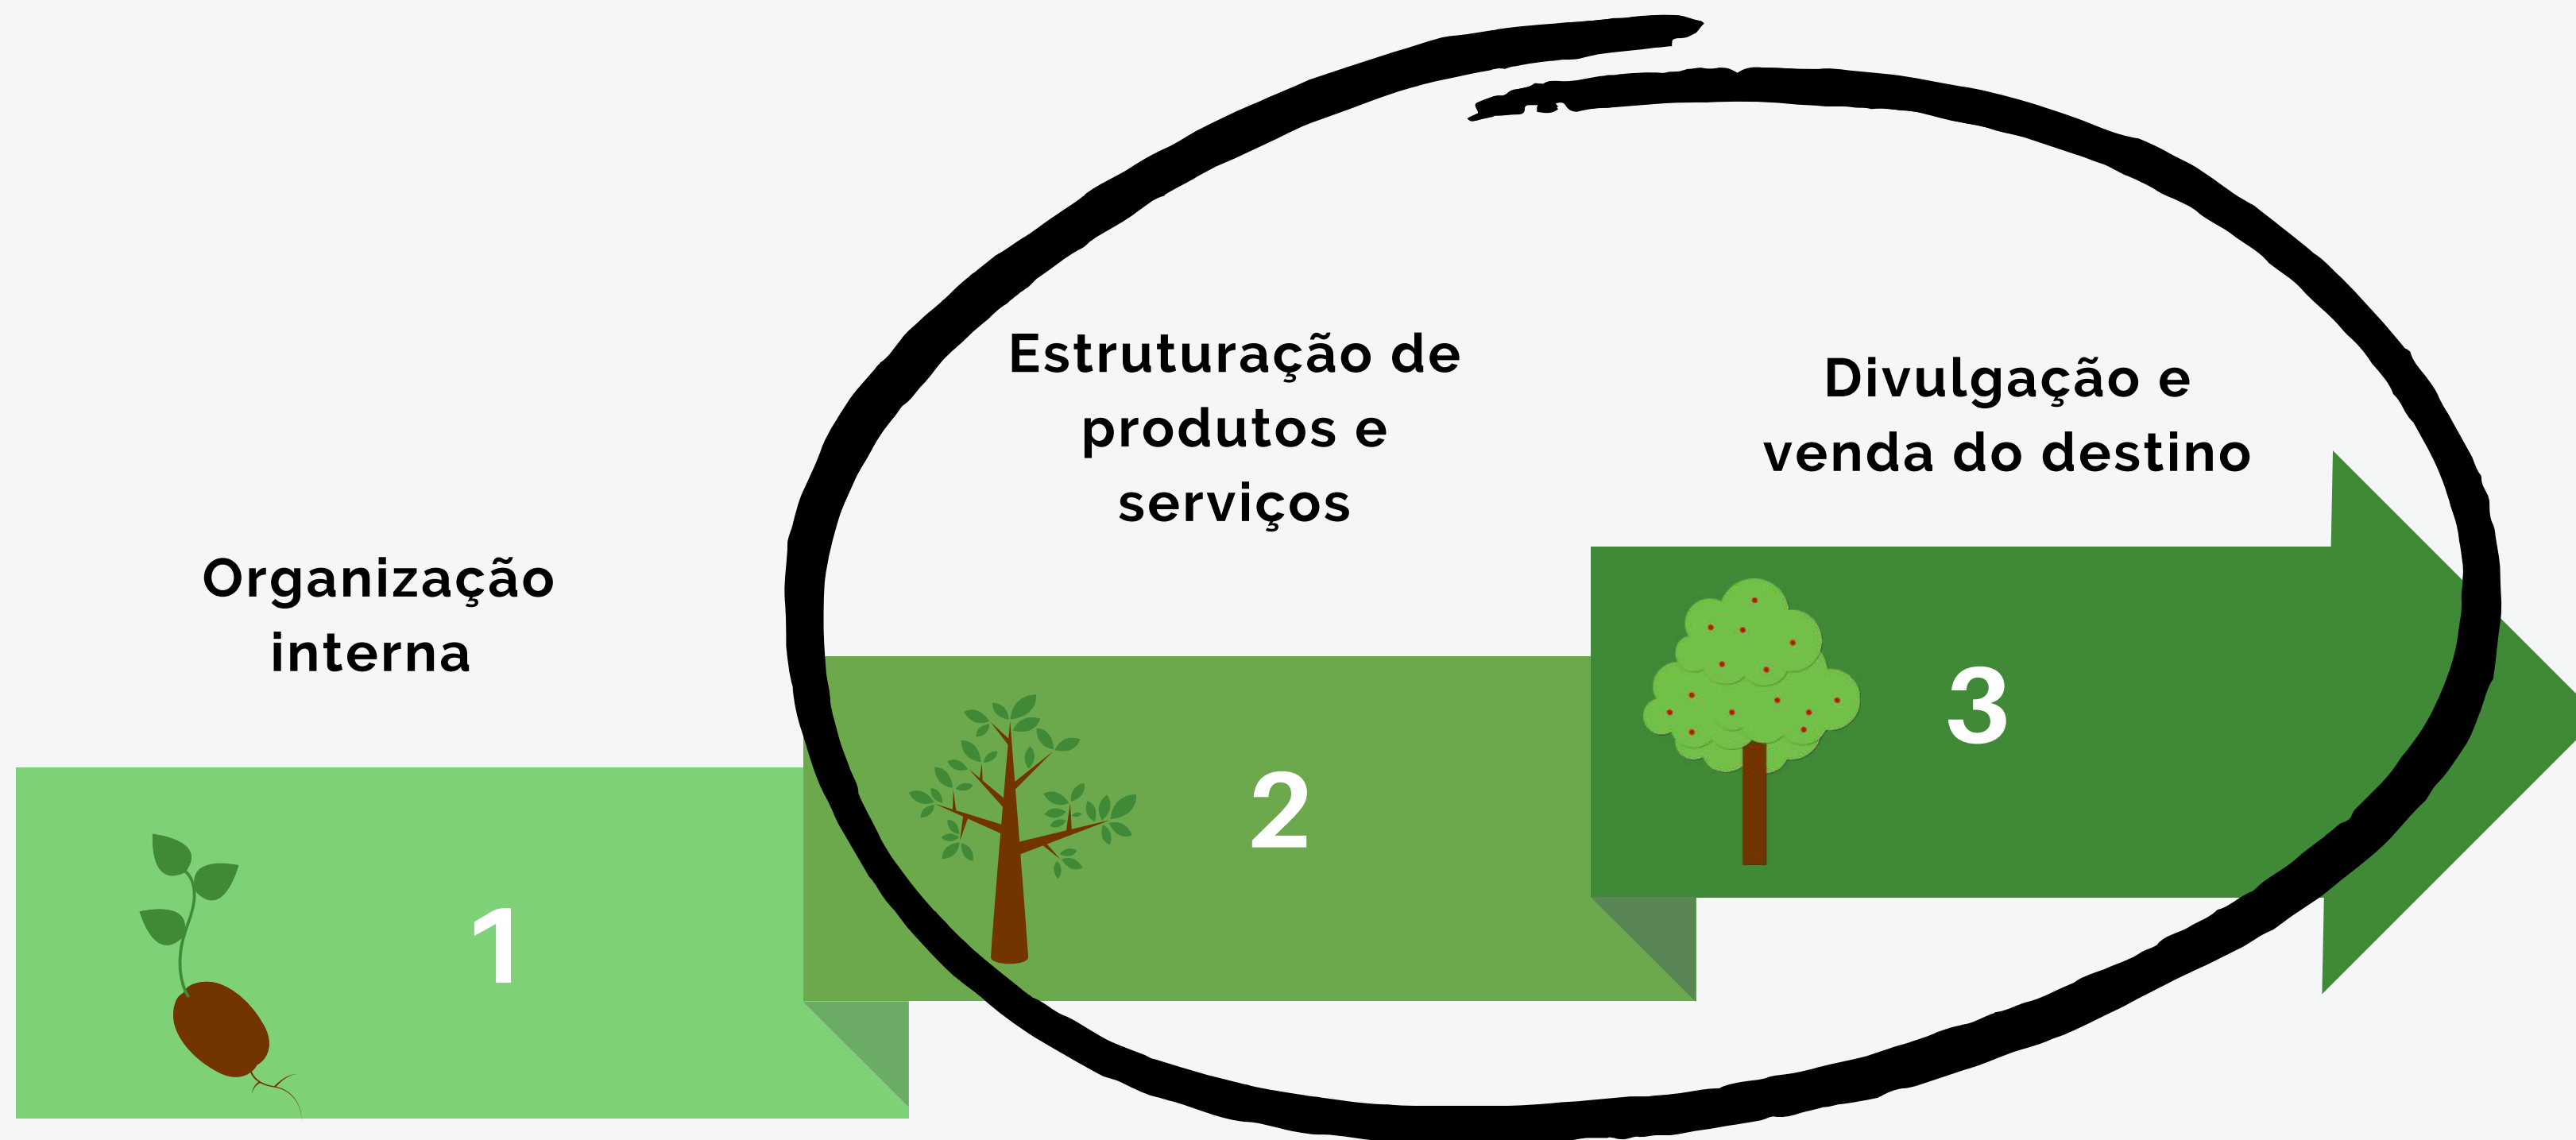 Organização
interna
1
Estruturação de
produtos e
serviços
2
Divulgação e
venda do destino
3